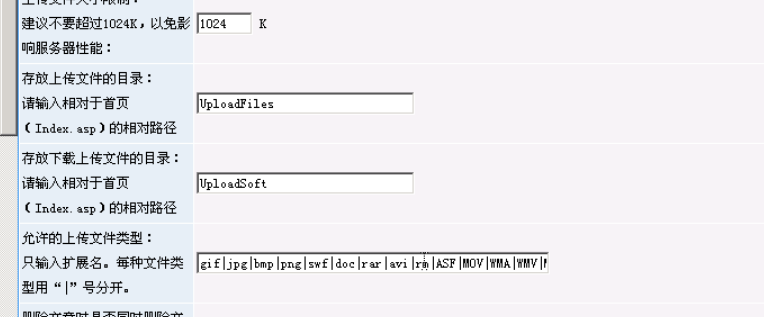 建议不要超过1024K，以免影 1024 K
响服务器性能：
存放上传文件的目录：
请输入相对于首页 UploadFiles
（Index.asp）的相对路径
存放下载上传文件的目录：
请输入相对于首页 UploadSoft
（Index.asp）的相对路径
允许的上传文件类型：
只输入扩展名。每种文件类 gif|jpg|bmp|png|swf|doc|rar|avi|rm|ASF|MOV|WMA|WMV|
型用“|”号分开。